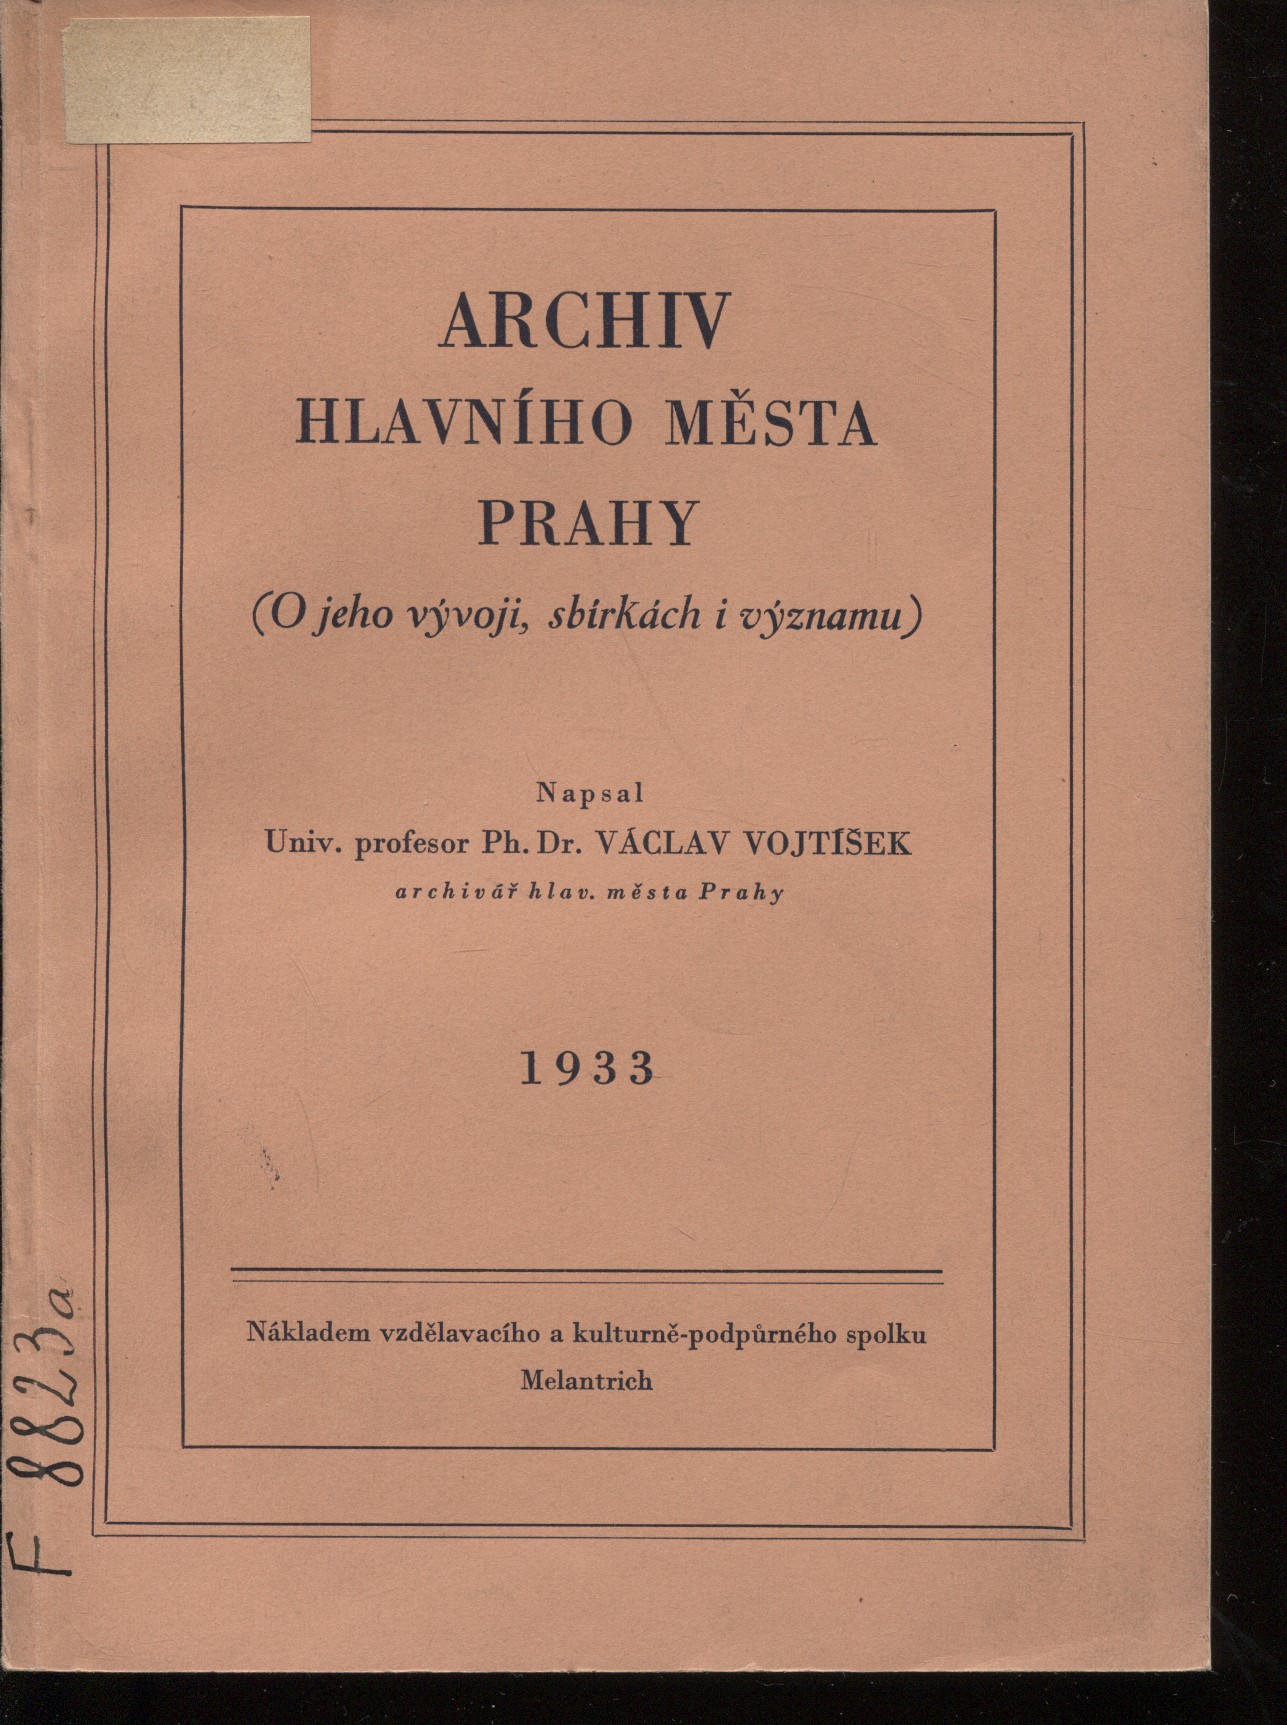 ARCHIV
HLAVNÍHO MĚSTA
PRAHY
(O jeho vývoji, sbírkách i významu)
Napsal
Univ. profesor Ph. Dr. VÁCLAV VOJTÍŠEK
archivář hlav. města Prahy
1933
Nákladem vzdělavacího a kulturně-podpůrného spolku
Melantrich
F 8823a